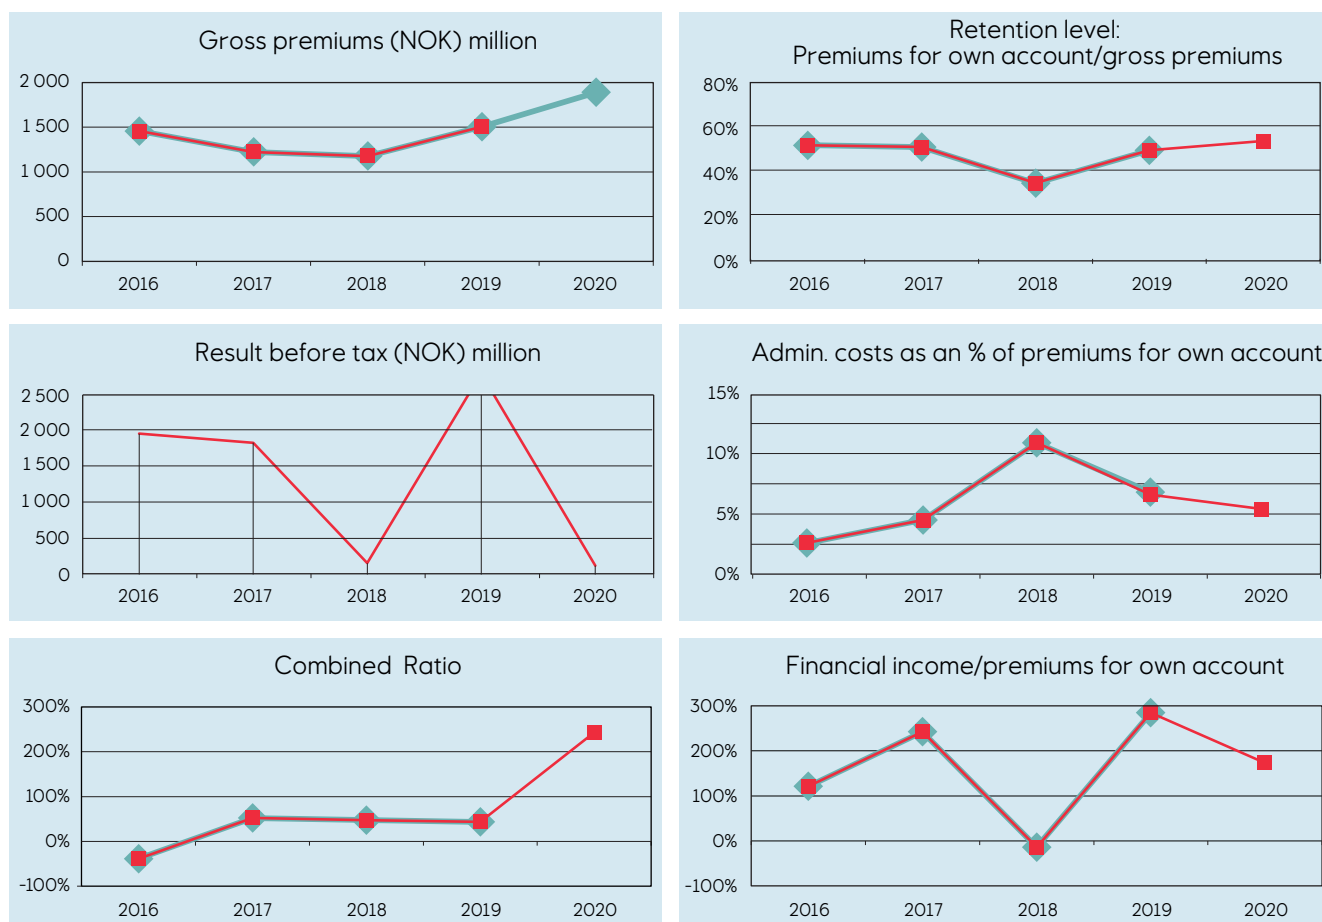 Gross premiums (NOK) million
2 000
1 500
1 000
500
0
2016 2017 2018 2019 2020
Retention level:
Premiums for own account/gross premiums
80%
60%
40%
20%
0%
2016 2017 2018 2019 2020
Result before tax (NOK) million
2 500
2 000
1 500
1 000
500
0
2016 2017 2018 2019 2020
Admin. costs as an % of premiums for own account
15%
10%
5%
0%
2016 2017 2018 2019 2020
Combined Ratio
300%
200%
100%
0%
-100%
2016 2017 2018 2019 2020
Financial income/premiums for own account
300%
200%
100%
0%
-100%
2016 2017 2018 2019 2020